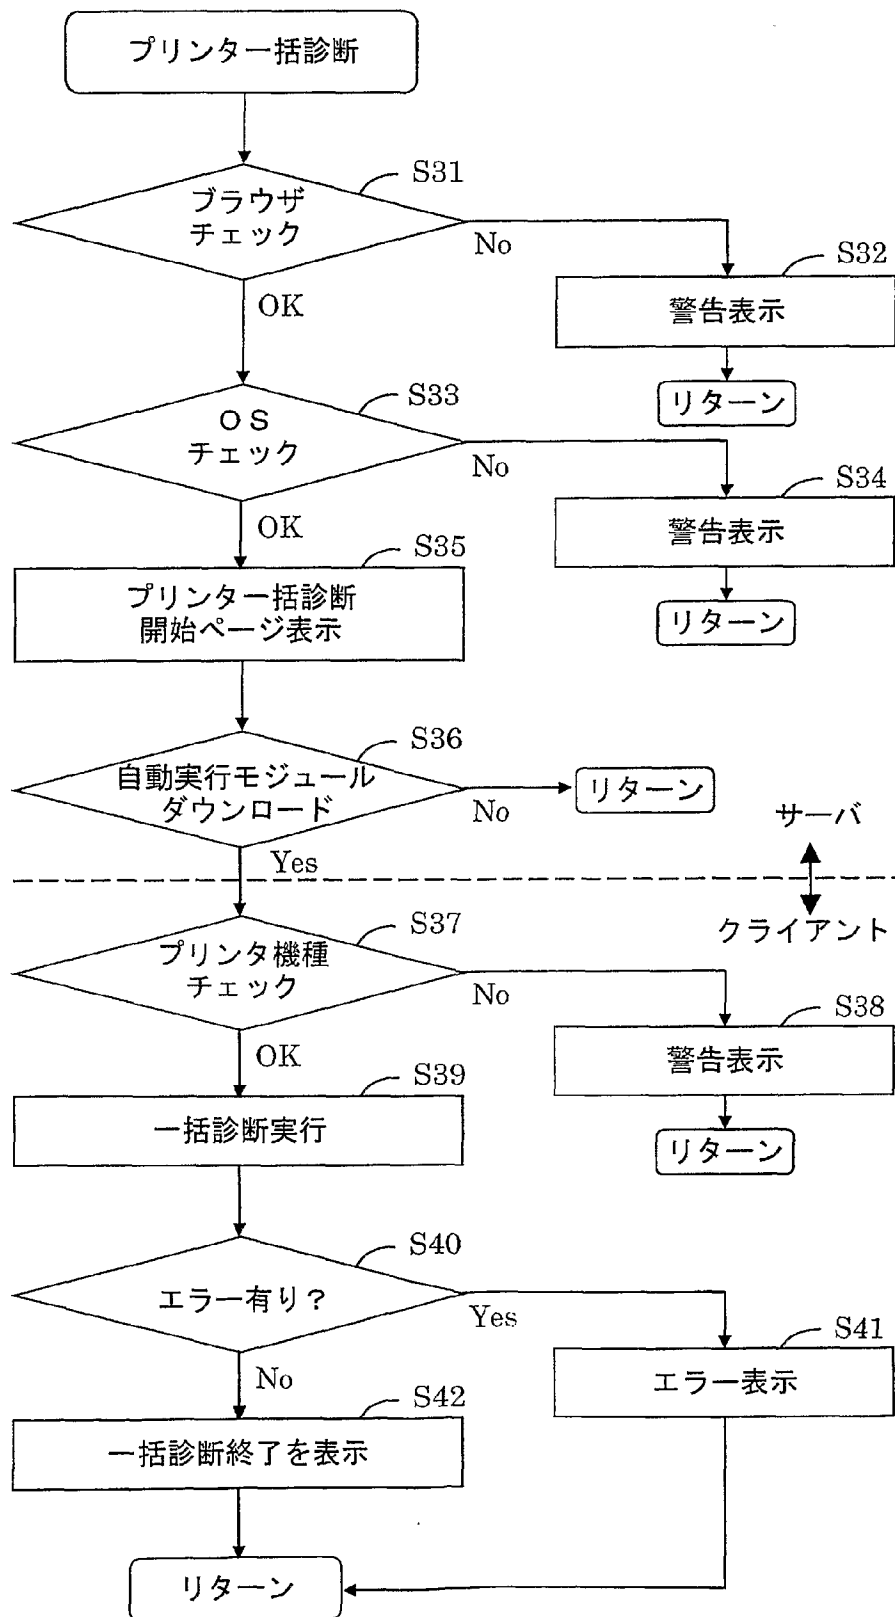 プリンター括診断
S31
ブラウザ
チェック
No
OK
S32
警告表示
リターン
S33
OS
チェック
No
OK
S34
警告表示
リターン
S35
プリンター括診断
開始ページ表示
S36
自動実行モジュール
ダウンロード
No
リターン
Yes
サーバ
クライアント
S37
プリンタ機種
チェック
No
OK
S38
警告表示
リターン
S39
一括診断実行
S40
エラー有り?
Yes
No
S41
エラー表示
S42
一括診断終了を表示
リターン